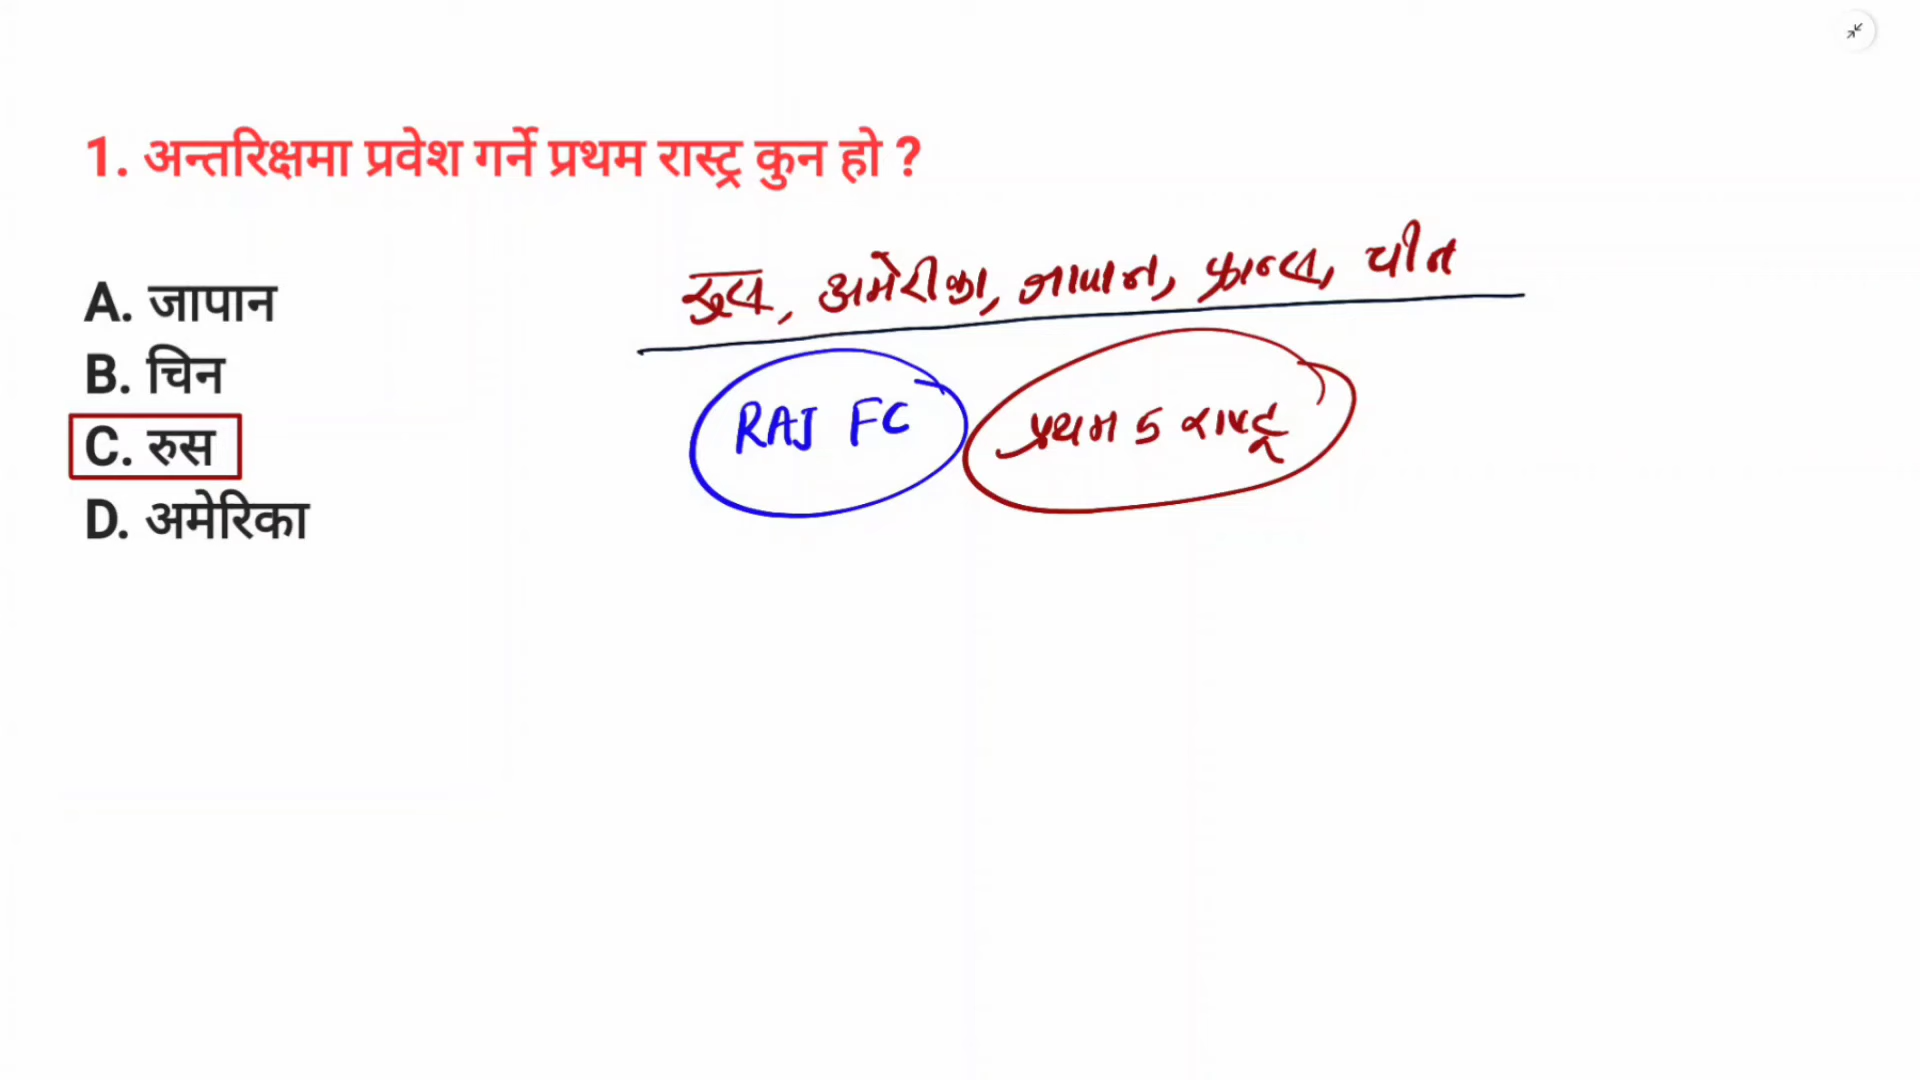 1. अन्तरिक्षमा प्रवेश गर्ने प्रथम रास्ट्र कुन हो ?
A. जापान
B. चिन
C. रुस
D. अमेरिका
रुस, अमेरीका, जापान, फ्रान्स, चीन
RAJ FC
प्रथम 5 राष्ट्र